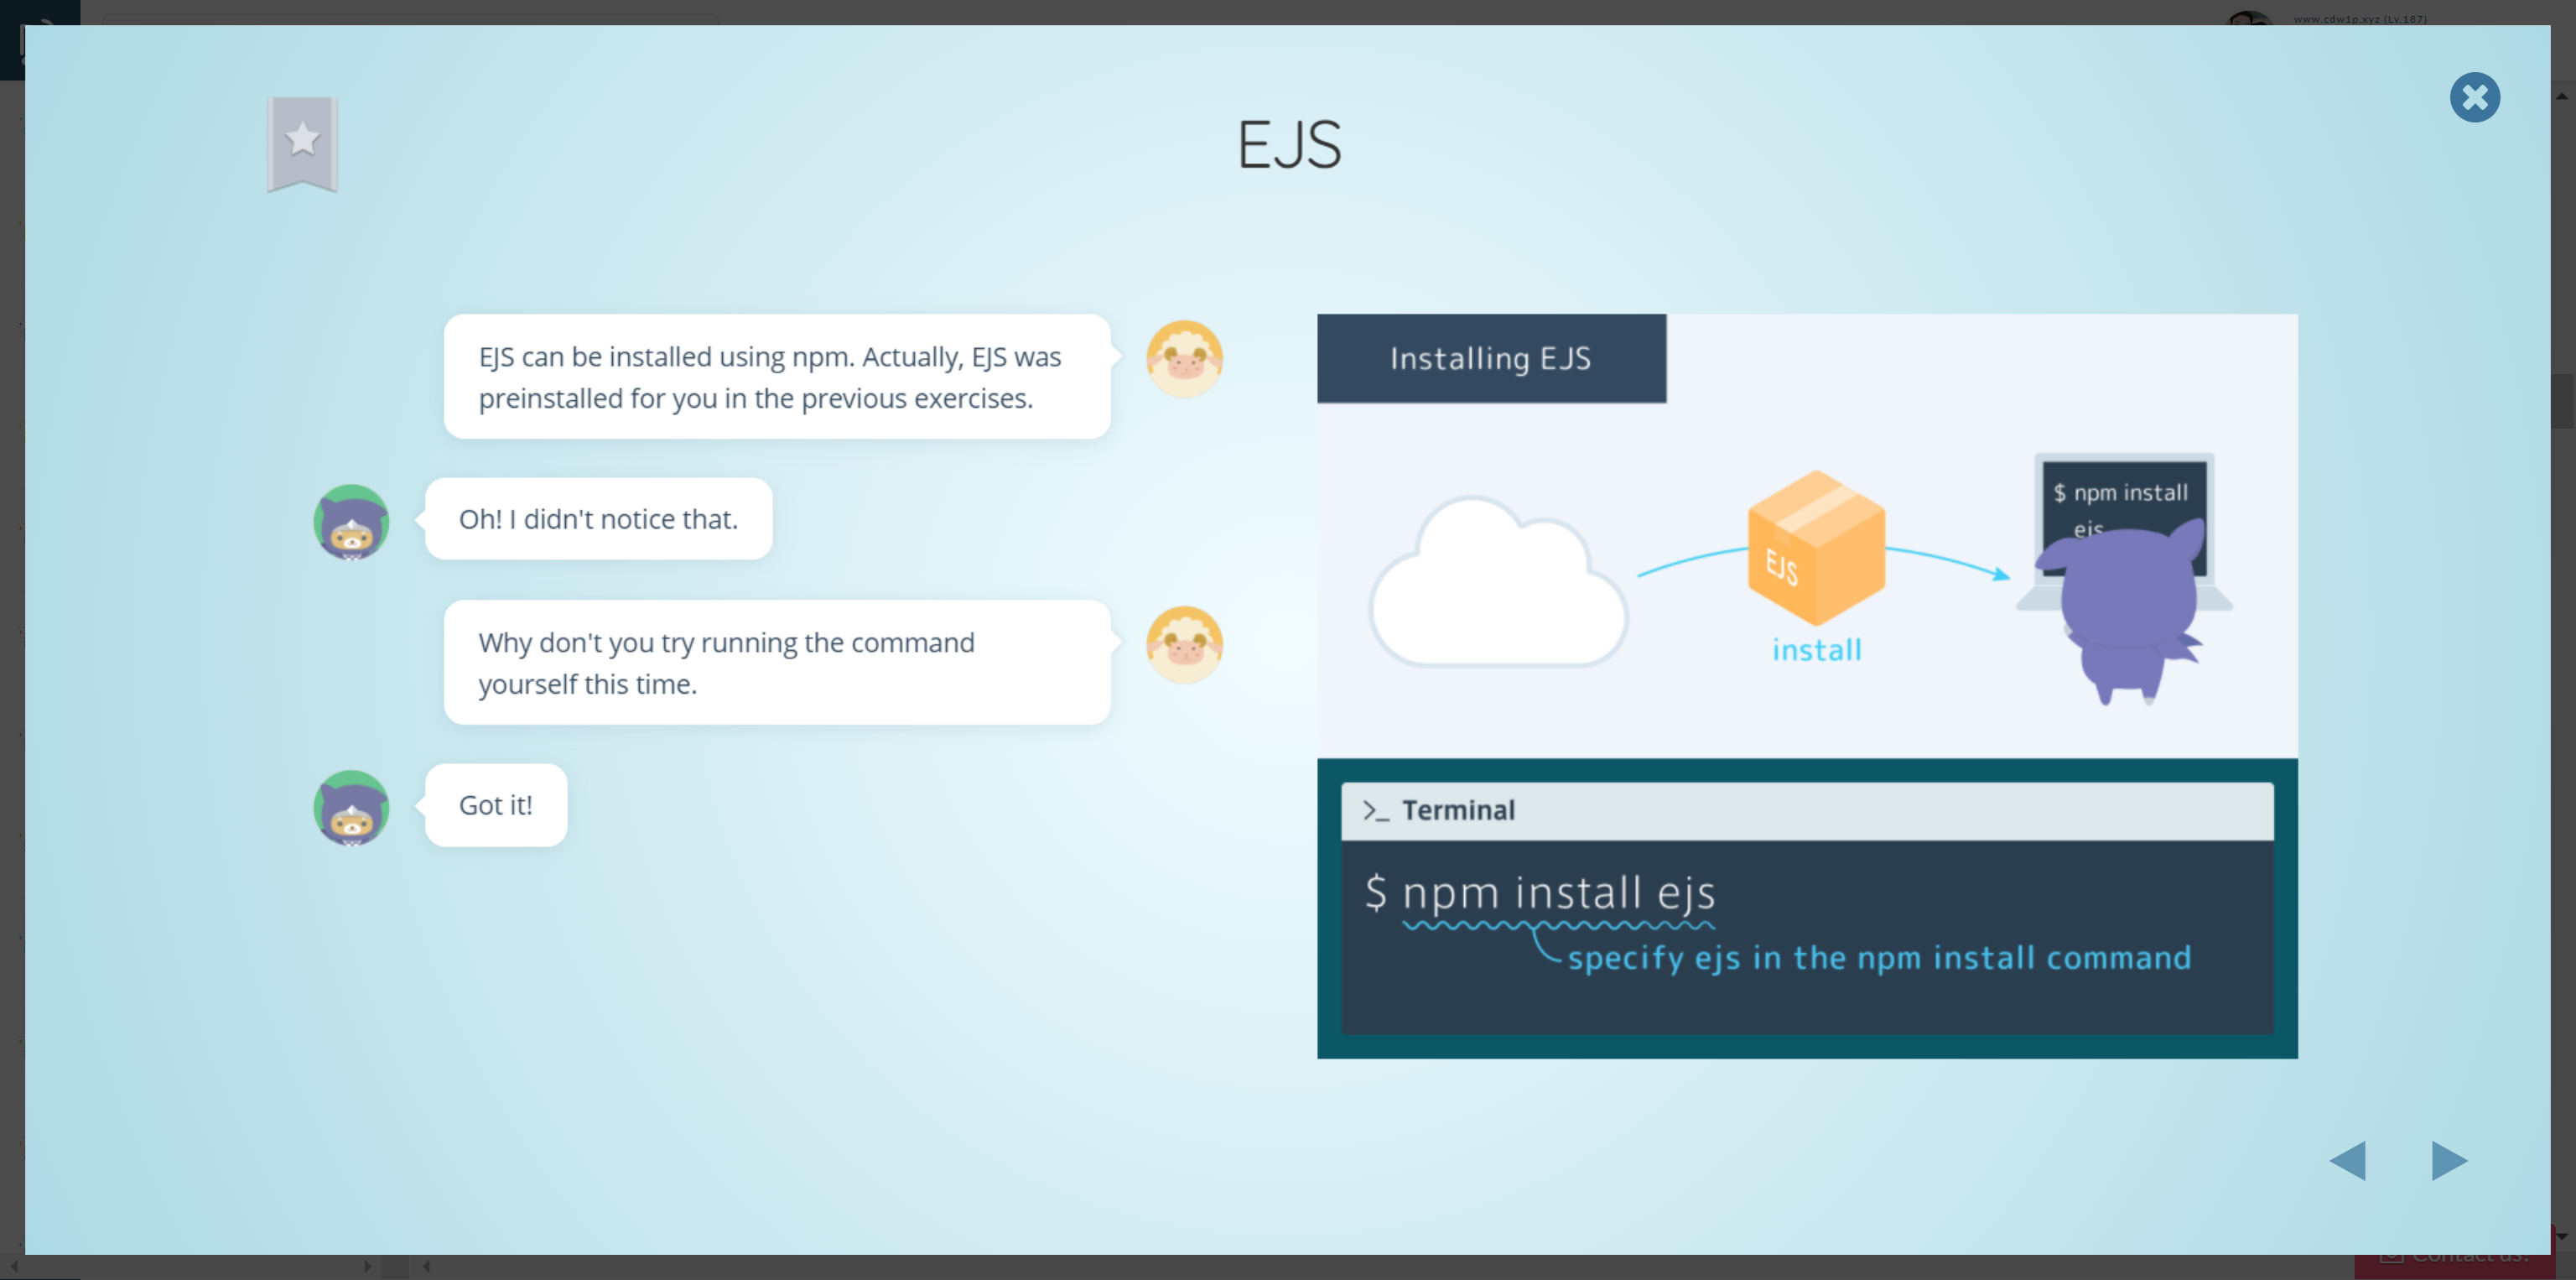 www.cdw1p.xyz (Lv.187)
EJS
EJS can be installed using npm. Actually, EJS was
preinstalled for you in the previous exercises.
Oh! I didn't notice that.
Why don't you try running the command
yourself this time.
Got it!
Installing EJS
$ npm install
ejs
EJS
install
>_ Terminal
$ npm install ejs
specify ejs in the npm install command
Contact us!